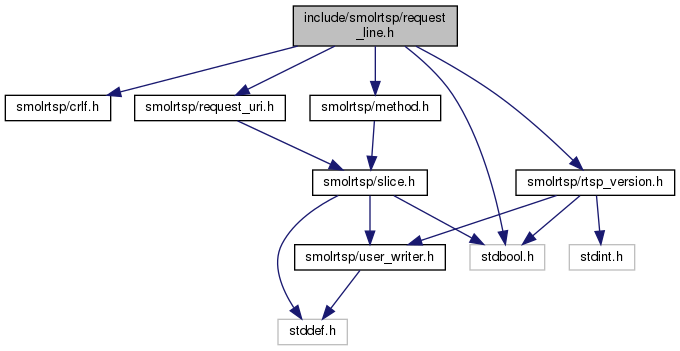 include/smolrtsp/request
_line.h
smolrtsp/crlf.h
smolrtsp/request_uri.h
smolrtsp/method.h
smolrtsp/slice.h
smolrtsp/rtsp_version.h
smolrtsp/user_writer.h
stdbool.h
stdint.h
stddef.h